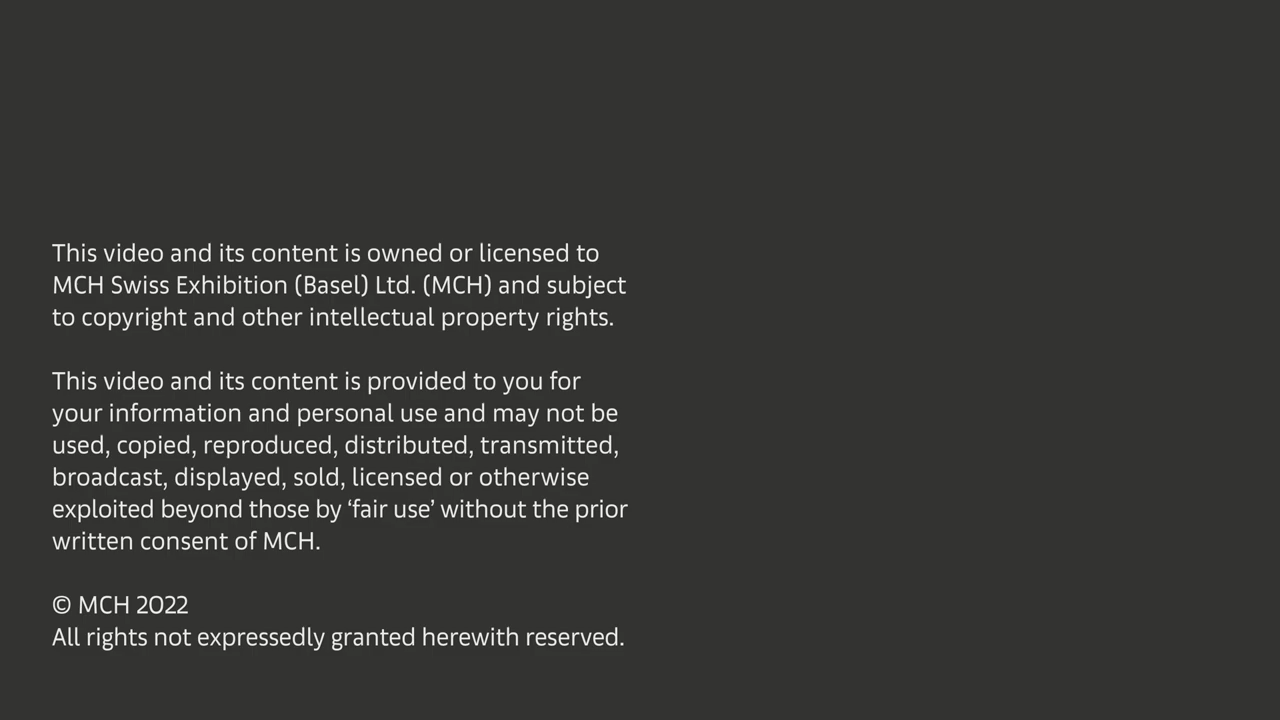 This video and its content is owned or licensed to
MCH Swiss Exhibition (Basel) Ltd. (MCH) and subject
to copyright and other intellectual property rights.
This video and its content is provided to you for
your information and personal use and may not be
used, copied, reproduced, distributed, transmitted,
broadcast, displayed, sold, licensed or otherwise
exploited beyond those by ‘fair use’ without the prior
written consent of MCH.
© MCH 2022
All rights not expressedly granted herewith reserved.